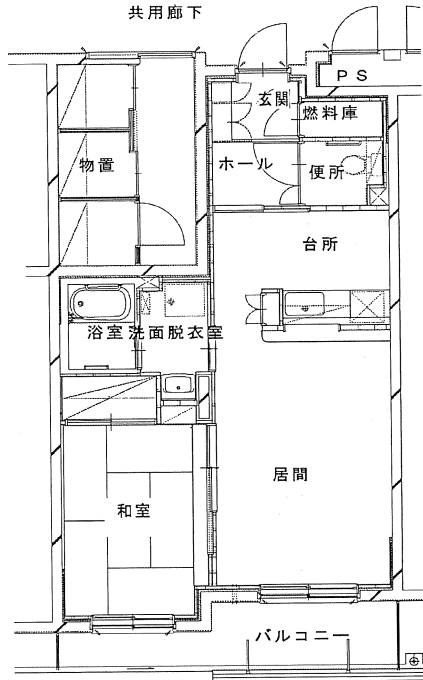 共用廊下
PS
玄関
燃料庫
物置
ホール
便所
台所
浴室
洗面脱衣室
居間
和室
バルコニー